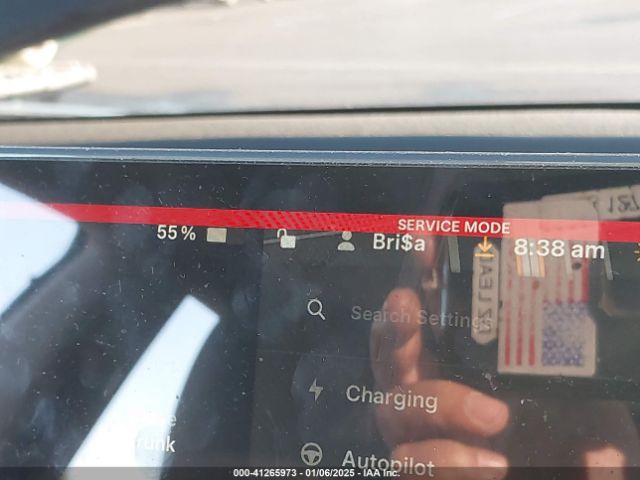 SERVICE MODE
55 %
Bri$a
8:38 am
Search Settings
Charging
Autopilot
000-41265973 - 01/06/2025 - IAA Inc.